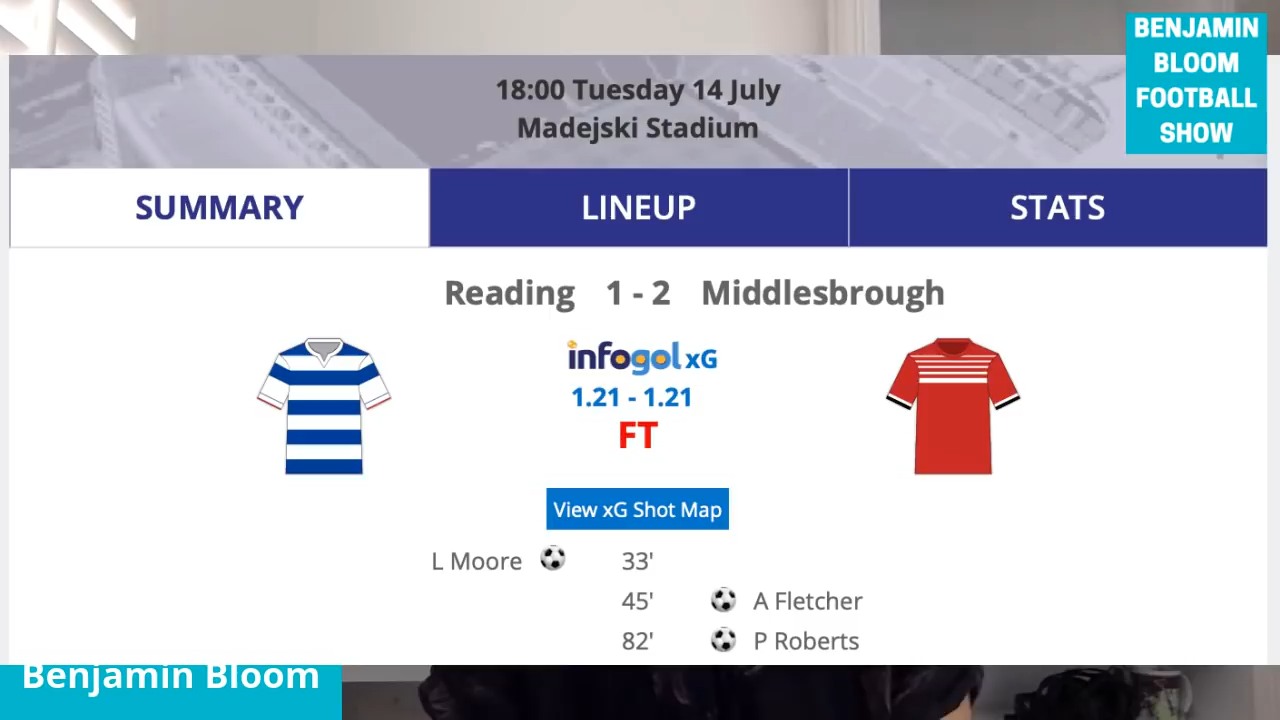 BENJAMIN
BLOOM
FOOTBALL
SHOW
18:00 Tuesday 14 July
Madejski Stadium
SUMMARY LINEUP STATS
Reading 1 - 2 Middlesbrough
infogol xG
1.21 - 1.21
FT
View xG Shot Map
L Moore 33'
45' A Fletcher
82' P Roberts
Benjamin Bloom